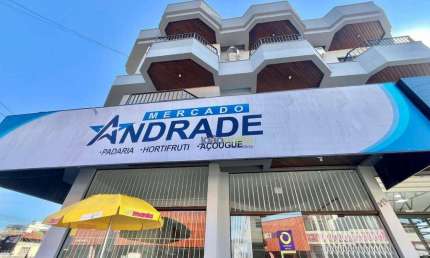 MERCADO
ANDRADE
•PADARIA •HORTIFRUTI •AÇOUGUE